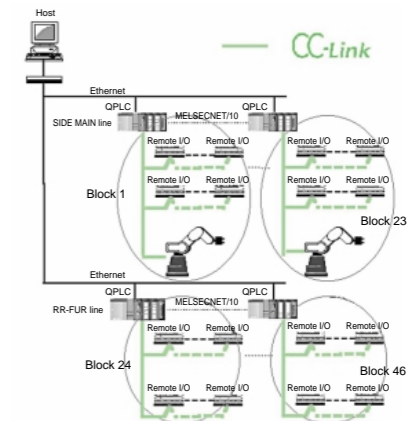 Host
CC-Link
Ethernet
QPLC QPLC
SIDE MAIN line MELSECNET/10
Remote I/O Remote I/O Remote I/O Remote I/O
Remote I/O Remote I/O Remote I/O Remote I/O
Block 1
Block 23
Ethernet
QPLC QPLC
RR-FUR line MELSECNET/10
Remote I/O Remote I/O Remote I/O Remote I/O
Block 24 Block 46
Remote I/O Remote I/O Remote I/O Remote I/O